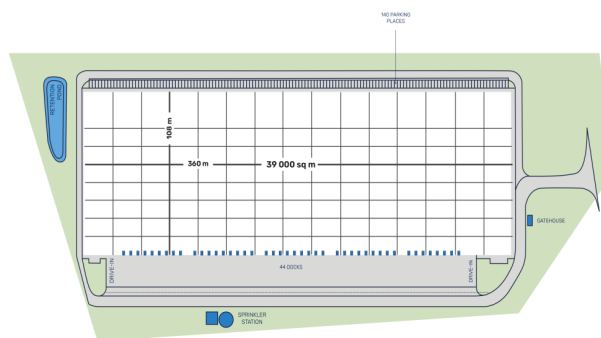 140 PARKING
PLACES
RETENTION
POND
108 m
360 m
39 000 sq m
GATEHOUSE
DRIVE-IN
44 DOCKS
DRIVE-IN
SPRINKLER
STATION